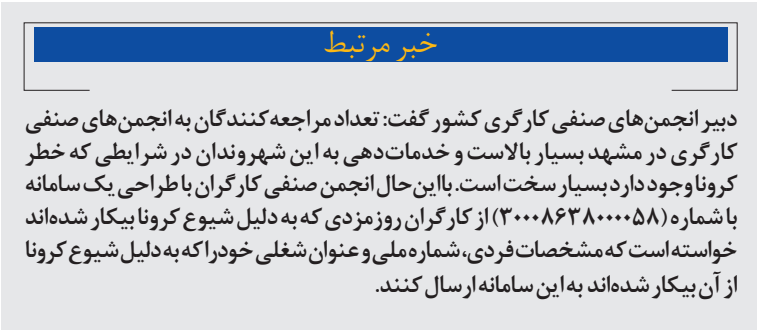 خبر مرتبط
دبیر انجمن‌های صنفی کارگری کشور گفت: تعداد مراجعه‌کنندگان به انجمن‌های صنفی
کارگری در مشهد بسیار بالاست و خدمات‌دهی به این شهروندان در شرایطی که خطر
کرونا وجود دارد بسیار سخت است. بااین‌حال انجمن صنفی کارگران با طراحی یک سامانه
با شماره (۳۰۰۰۸۶۳۸۰۰۰۰۵۸) از کارگران روزمزدی که به دلیل شیوع کرونا بیکار شده‌اند
خواسته است که مشخصات فردی، شماره ملی و عنوان شغلی خود را که به دلیل شیوع کرونا
از آن بیکار شده‌اند به این سامانه ارسال کنند.